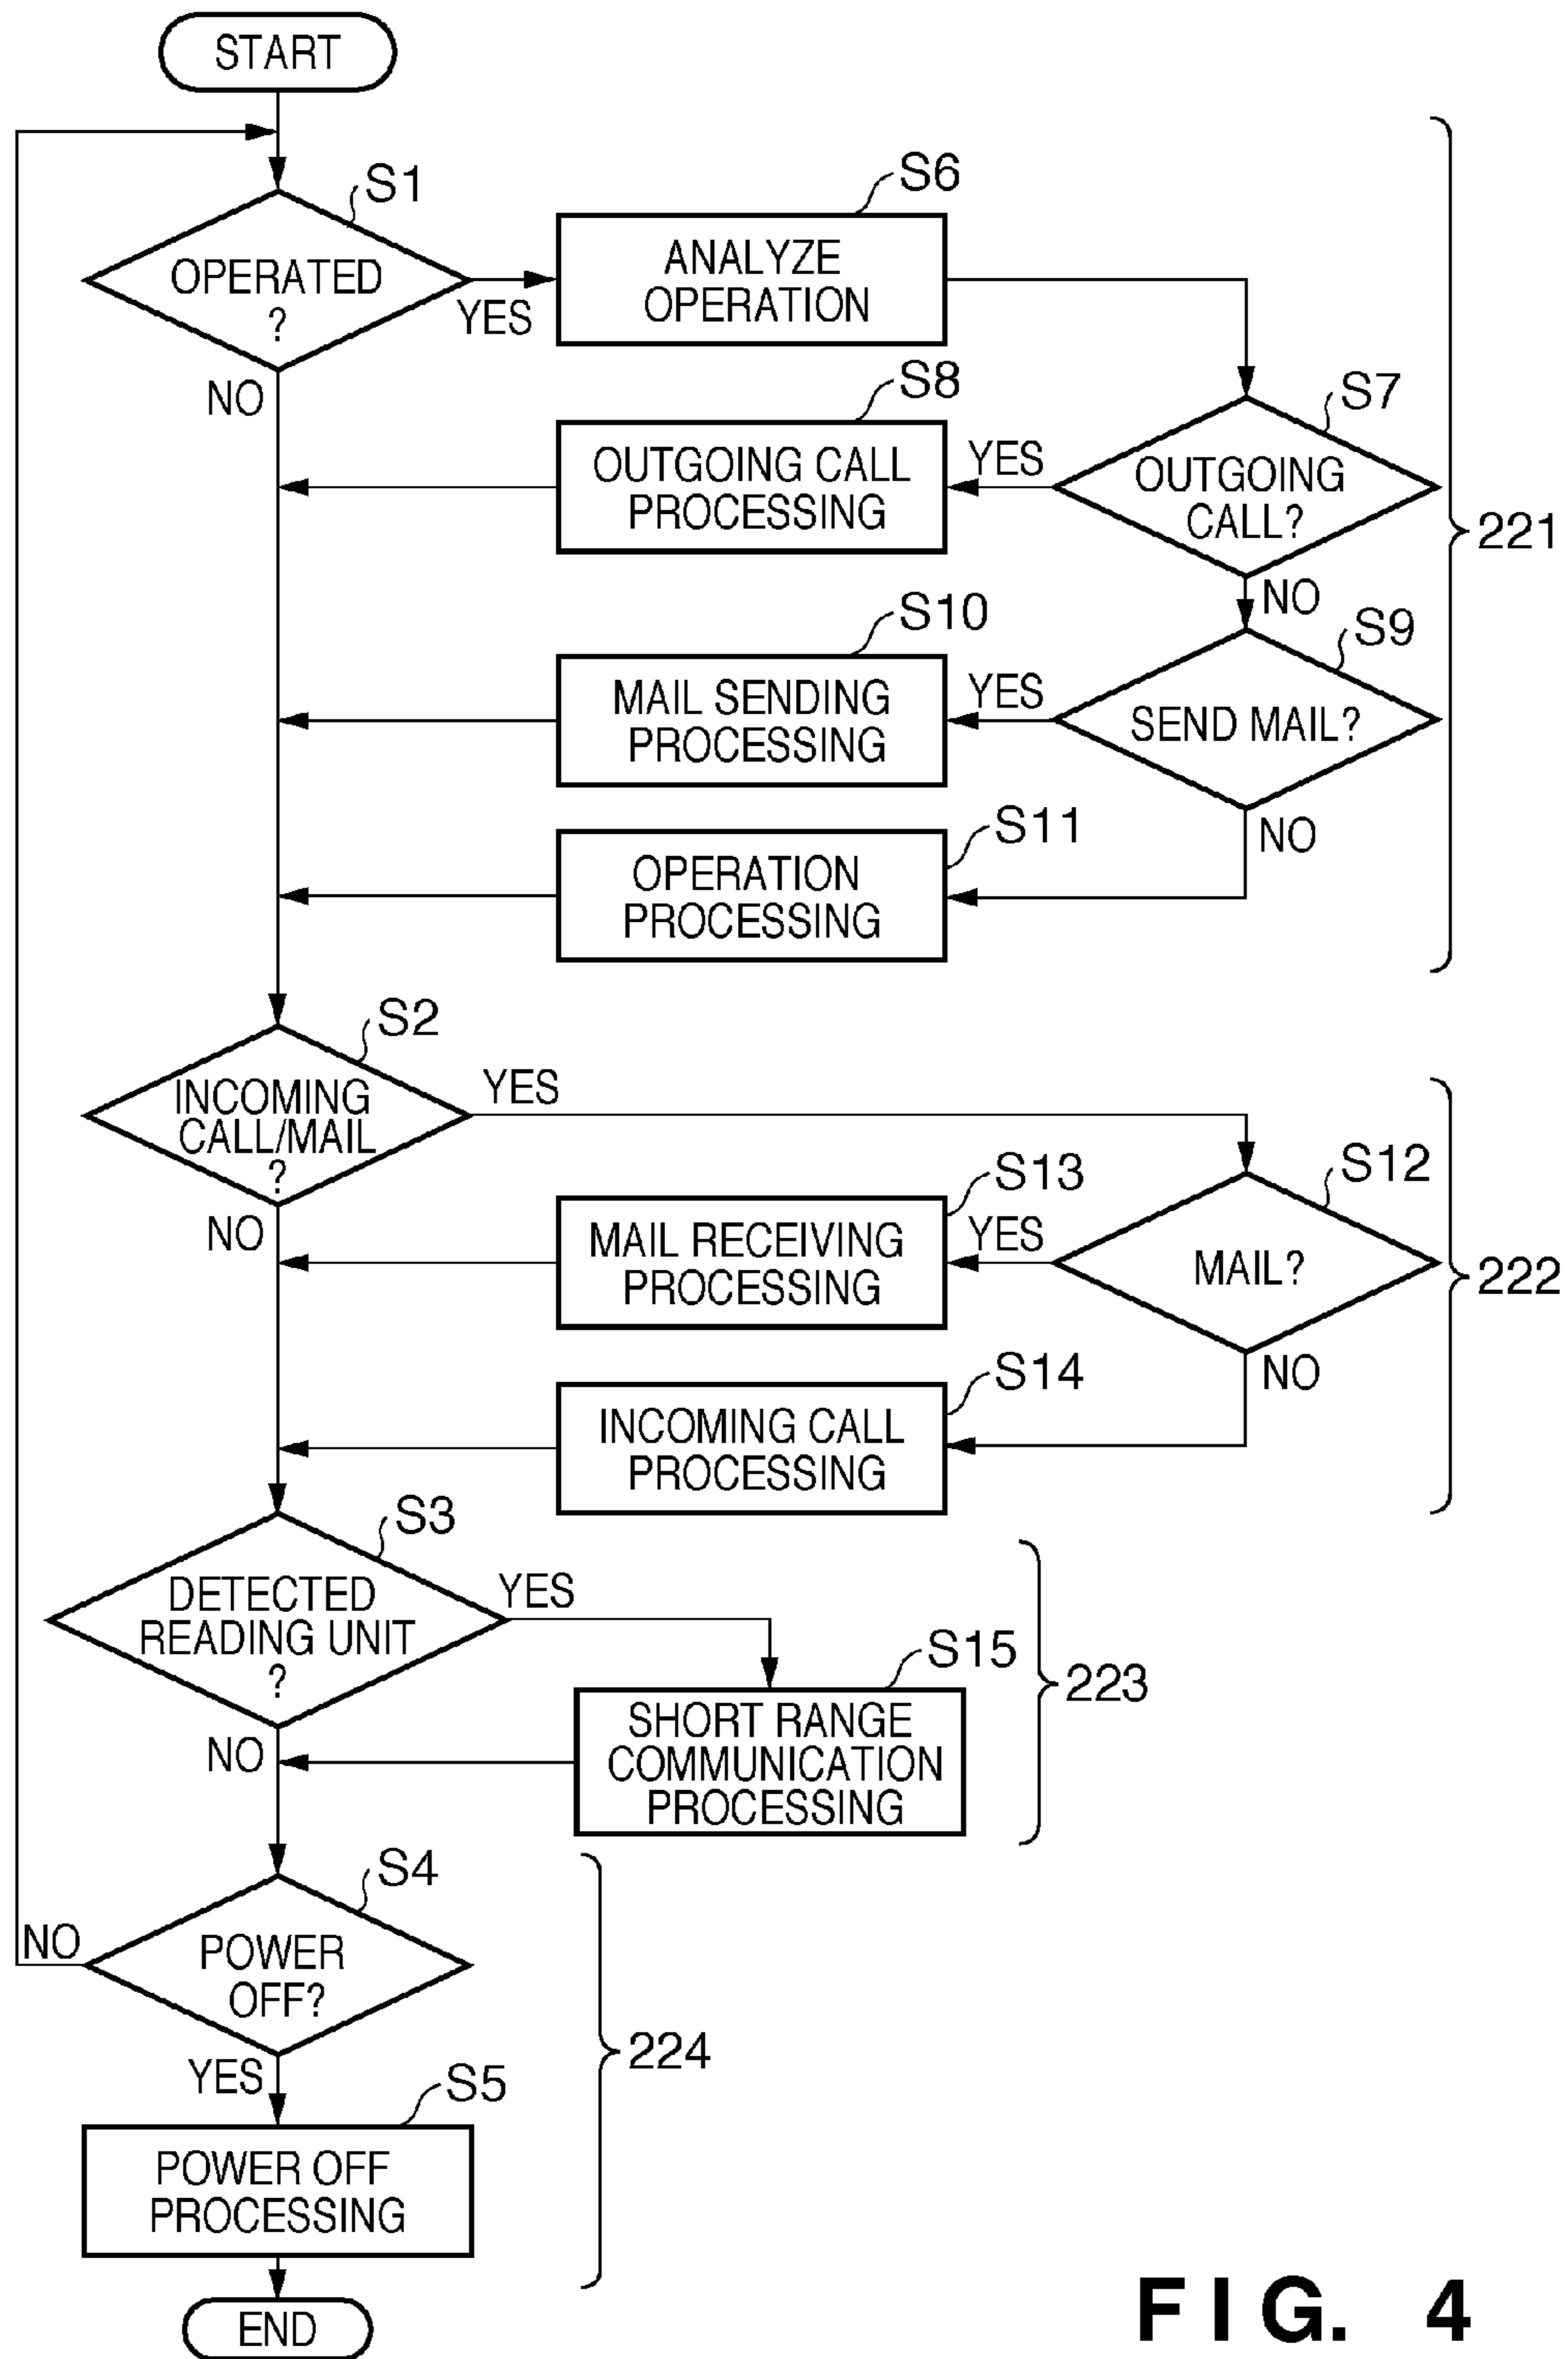 START
S1
OPERATED
?
YES
NO
S6
ANALYZE
OPERATION
S7
OUTGOING
CALL?
YES
NO
S8
OUTGOING CALL
PROCESSING
S9
SEND MAIL?
YES
NO
S10
MAIL SENDING
PROCESSING
S11
OPERATION
PROCESSING
221
S2
INCOMING
CALL/MAIL
?
YES
NO
S12
MAIL?
YES
NO
S13
MAIL RECEIVING
PROCESSING
S14
INCOMING CALL
PROCESSING
222
S3
DETECTED
READING UNIT
?
YES
NO
S15
SHORT RANGE
COMMUNICATION
PROCESSING
223
S4
POWER
OFF?
NO
YES
S5
POWER OFF
PROCESSING
224
END
FIG. 4